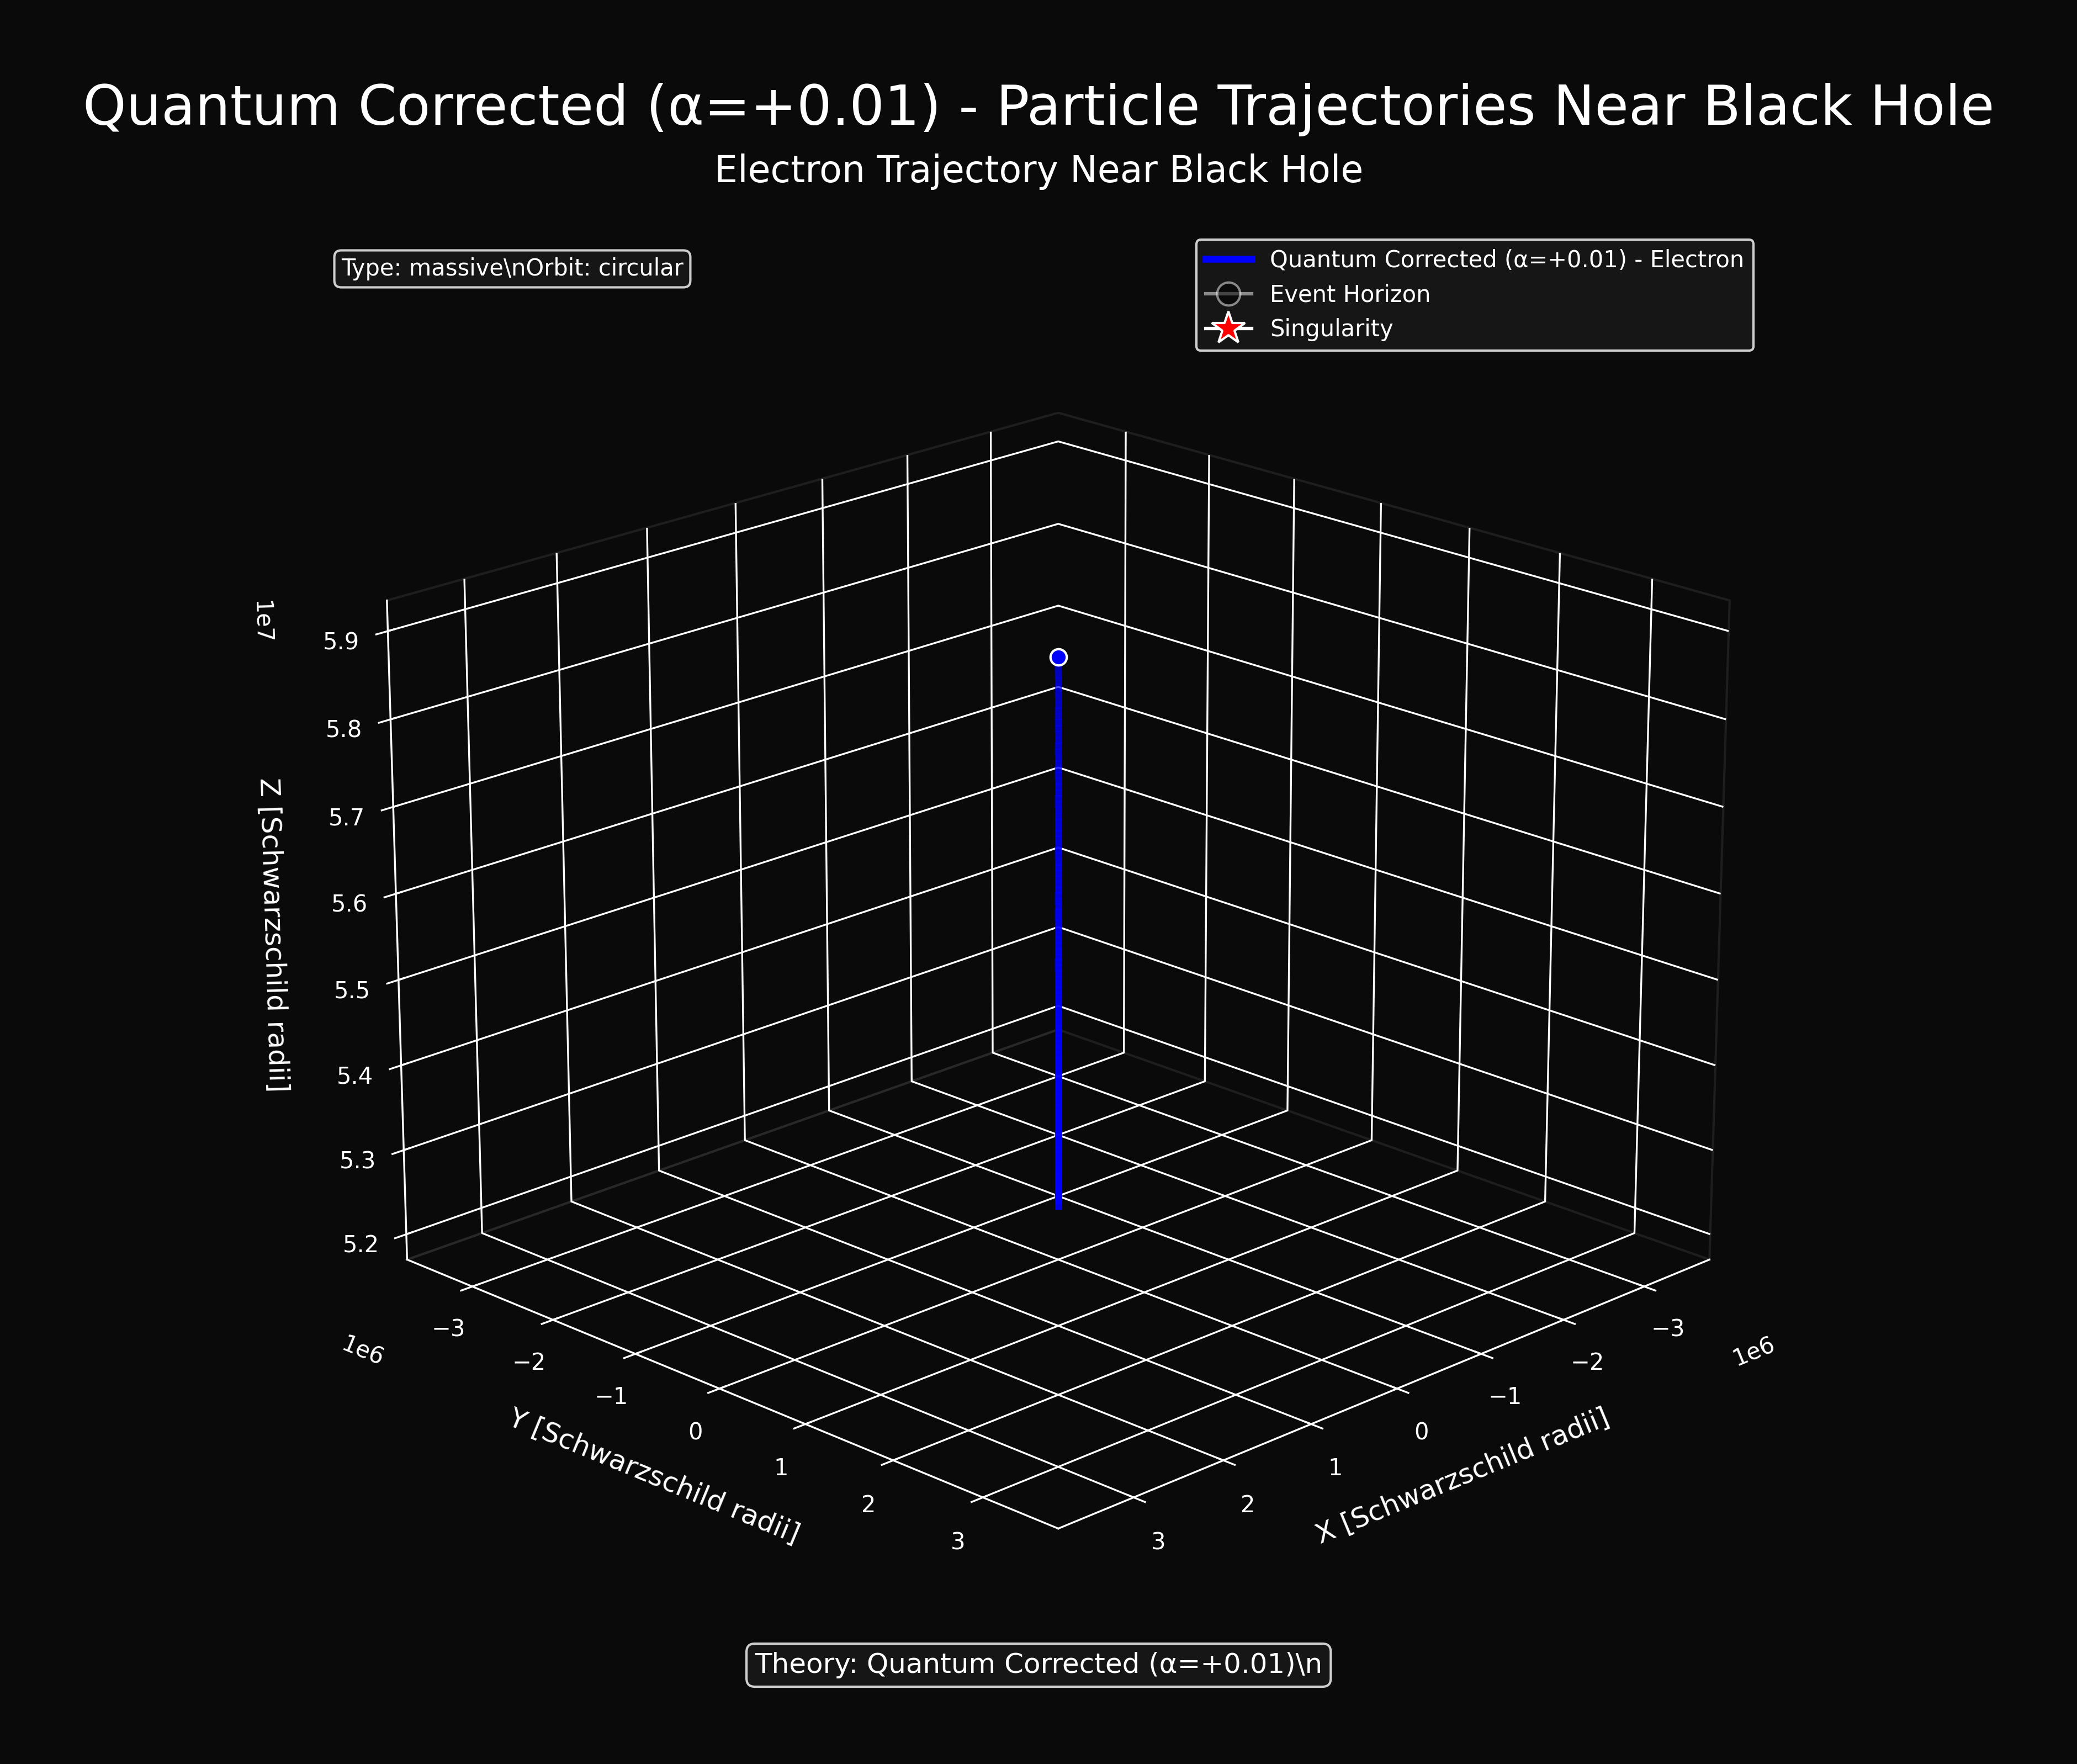 Quantum Corrected (α=+0.01) - Particle Trajectories Near Black Hole
Electron Trajectory Near Black Hole
Type: massive\nOrbit: circular
Quantum Corrected (α=+0.01) - Electron
Event Horizon
Singularity
1e7
5.9
5.8
5.7
5.6
5.5
5.4
5.3
5.2
Z [Schwarzschild radii]
1e6
−3
−2
−1
0
1
2
3
Y [Schwarzschild radii]
3
2
1
0
−1
−2
−3
1e6
X [Schwarzschild radii]
Theory: Quantum Corrected (α=+0.01)\n